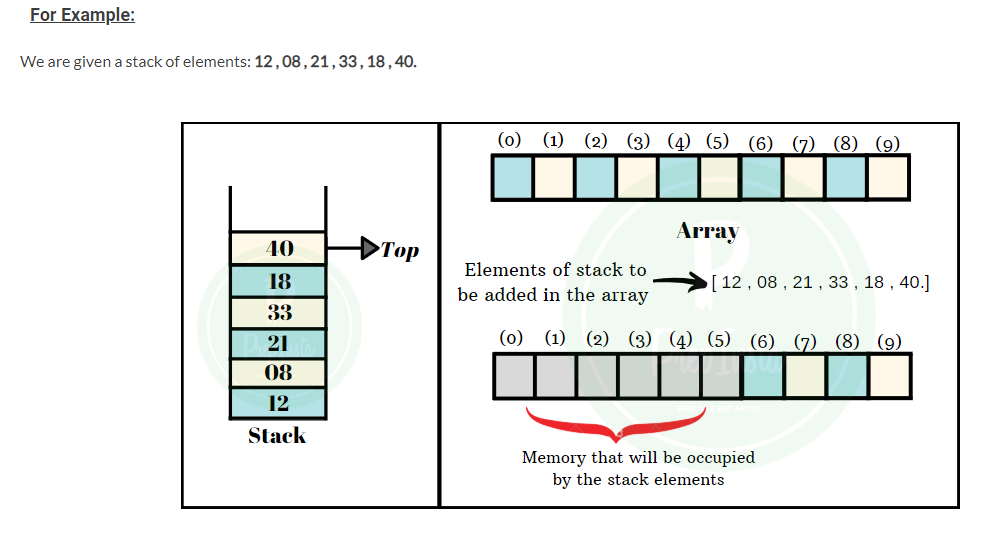 For Example:
We are given a stack of elements: 12 , 08 , 21 , 33 , 18 , 40.
40
Top
18
33
21
08
12
Stack
(0) (1) (2) (3) (4) (5) (6) (7) (8) (9)
Array
Elements of stack to
be added in the array
[ 12 , 08 , 21 , 33 , 18 , 40.]
(0) (1) (2) (3) (4) (5) (6) (7) (8) (9)
Memory that will be occupied
by the stack elements